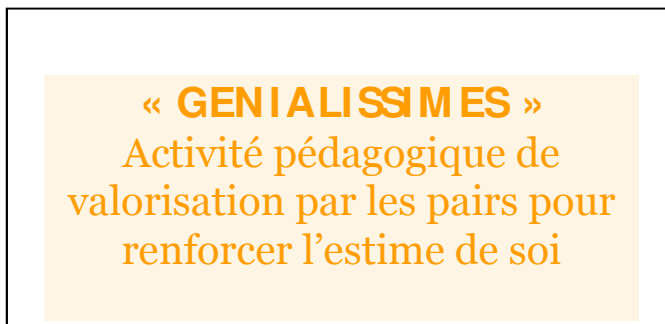 « GENIALISSIMES »
Activité pédagogique de
valorisation par les pairs pour
renforcer l’estime de soi